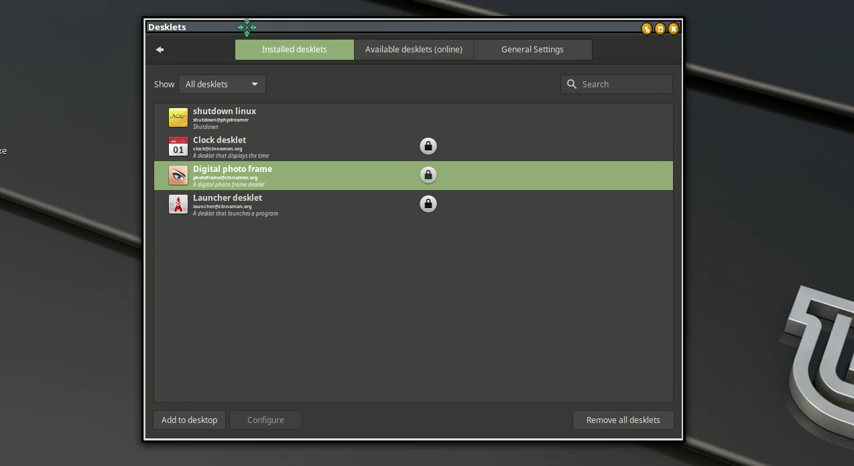 Desklets
Installed desklets
Available desklets (online)
General Settings
Show
All desklets
Search
shutdown linux
shutdown@phpdreamer
Shutdown
Clock desklet
clock@cinnamon.org
A desklet that displays the time
01
Digital photo frame
photoframe@cinnamon.org
A digital photo frame desklet
Launcher desklet
launcher@cinnamon.org
A desklet that launches a program
Add to desktop
Configure
Remove all desklets